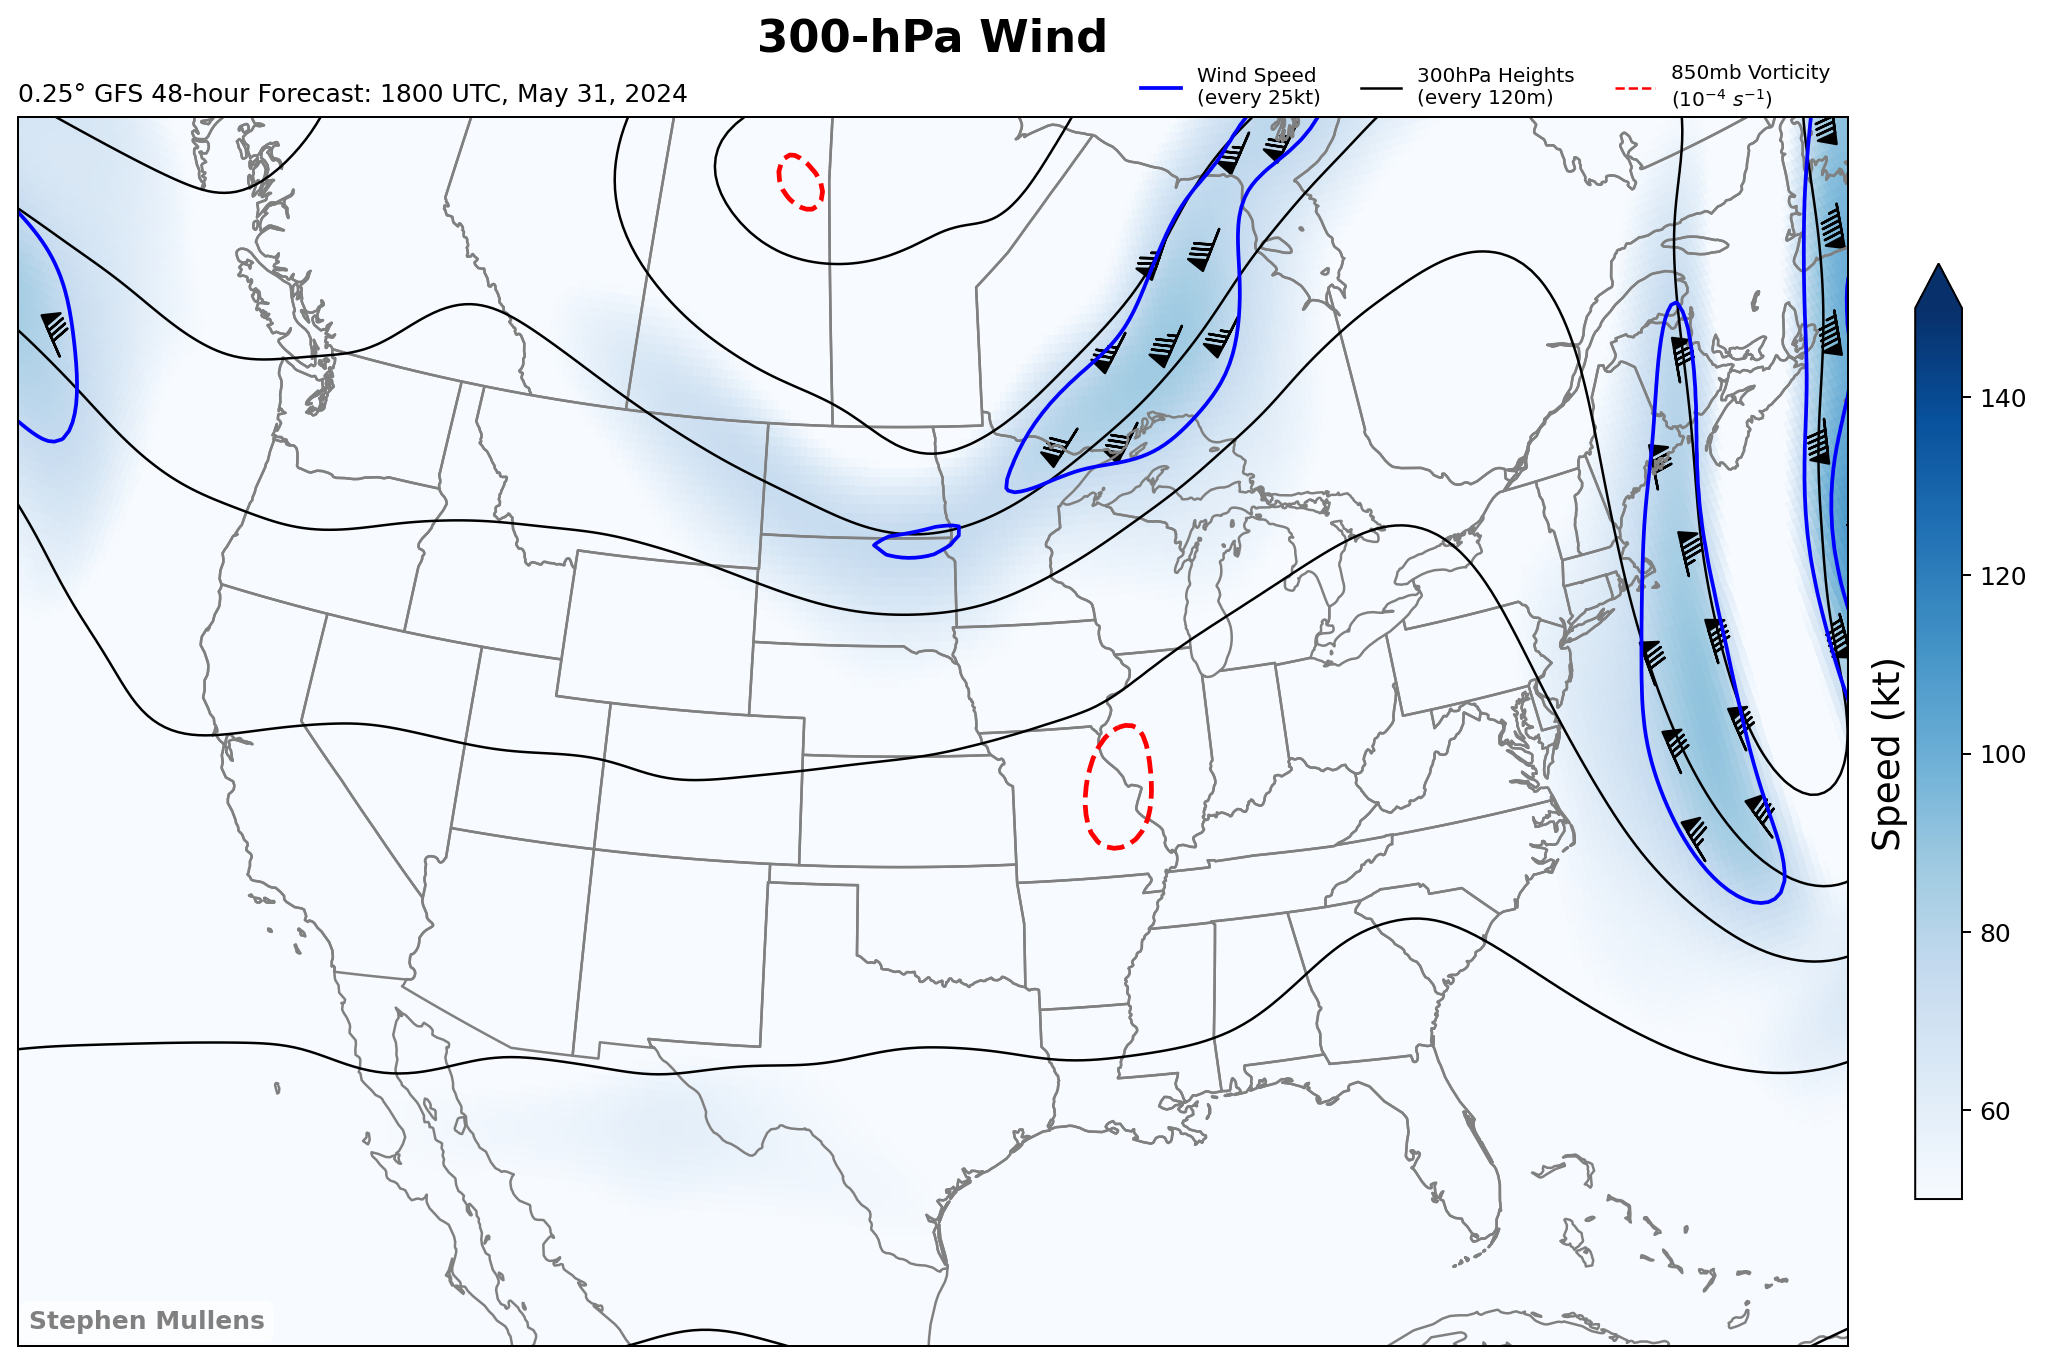 300-hPa Wind
0.25° GFS 48-hour Forecast: 1800 UTC, May 31, 2024
Wind Speed
(every 25kt)
300hPa Heights
(every 120m)
850mb Vorticity
(10⁻⁴ s⁻¹)
140
120
100
80
60
Speed (kt)
Stephen Mullens